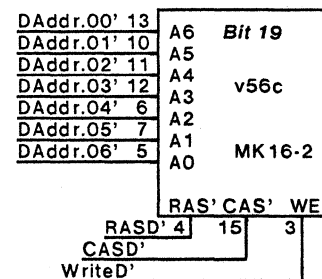 DAddr.00' 13 A6 Bit 19
DAddr.01' 10 A5
DAddr.02' 11 A4 v56c
DAddr.03' 12 A3
DAddr.04' 6 A2
DAddr.05' 7 A1 MK16-2
DAddr.06' 5 A0
RAS' CAS' WE
RASD' 4 15 3
CASD'
WriteD'